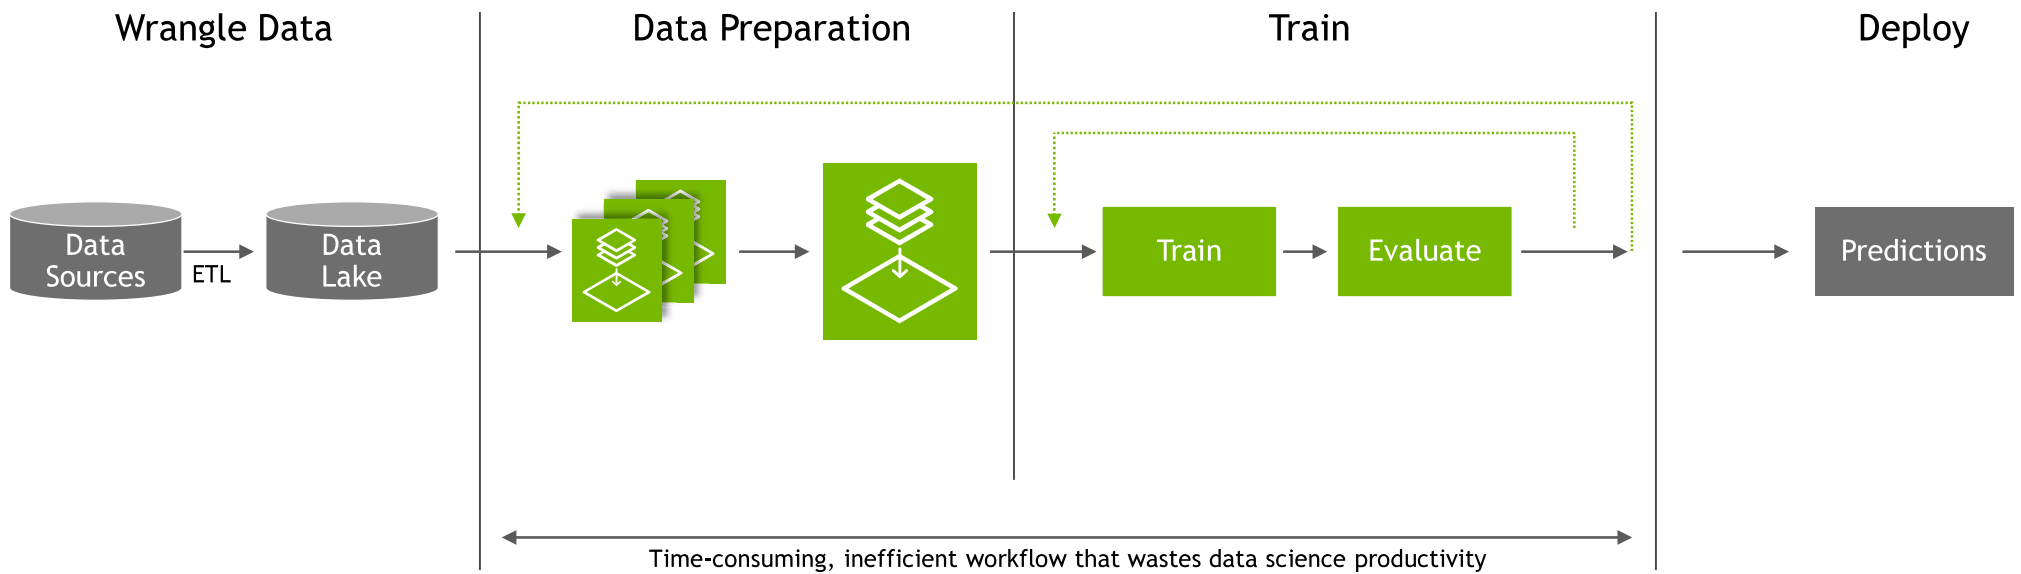 Wrangle Data
Data Preparation
Train
Deploy
Data
Sources
ETL
Data
Lake
Train
Evaluate
Predictions
Time-consuming, inefficient workflow that wastes data science productivity